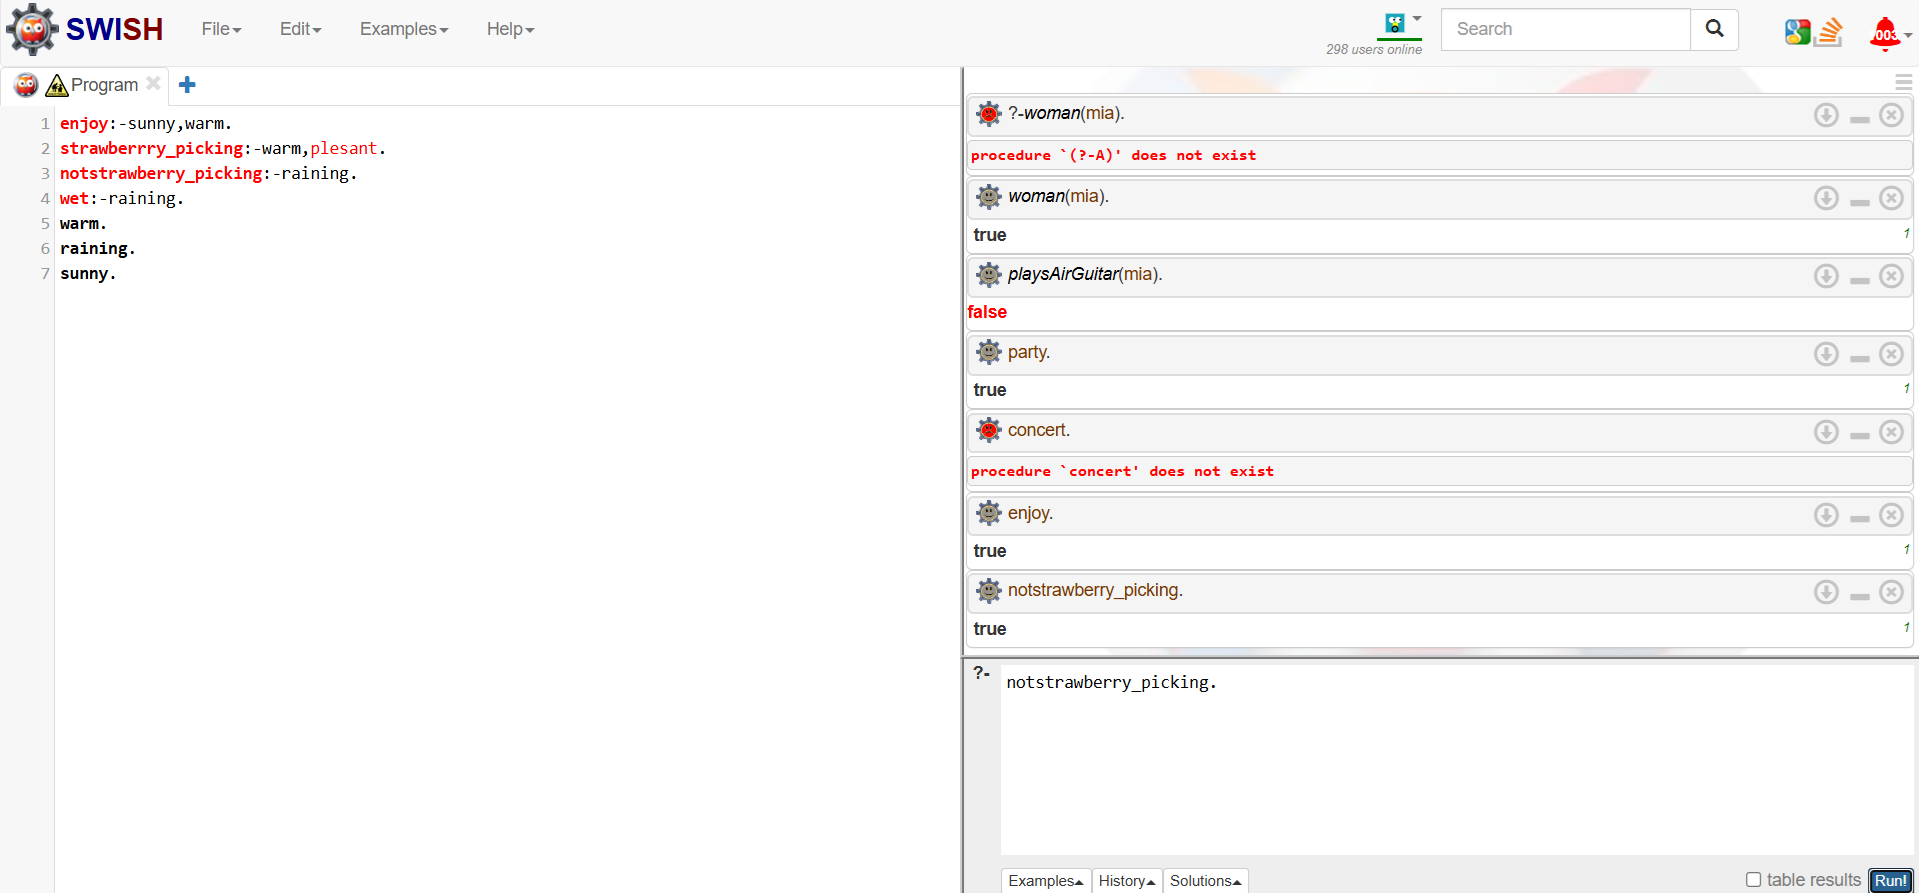 SWISH File Edit Examples Help 298 users online Search 003
Program
1 enjoy:-sunny,warm.
2 strawberrry_picking:-warm,plesant.
3 notstrawberry_picking:-raining.
4 wet:-raining.
5 warm.
6 raining.
7 sunny.
?-woman(mia).
procedure `(?-A)' does not exist
woman(mia).
true 1
playsAirGuitar(mia).
false
party.
true 1
concert.
procedure `concert' does not exist
enjoy.
true 1
notstrawberry_picking.
true 1
?- notstrawberry_picking.
Examples History Solutions table results Run!